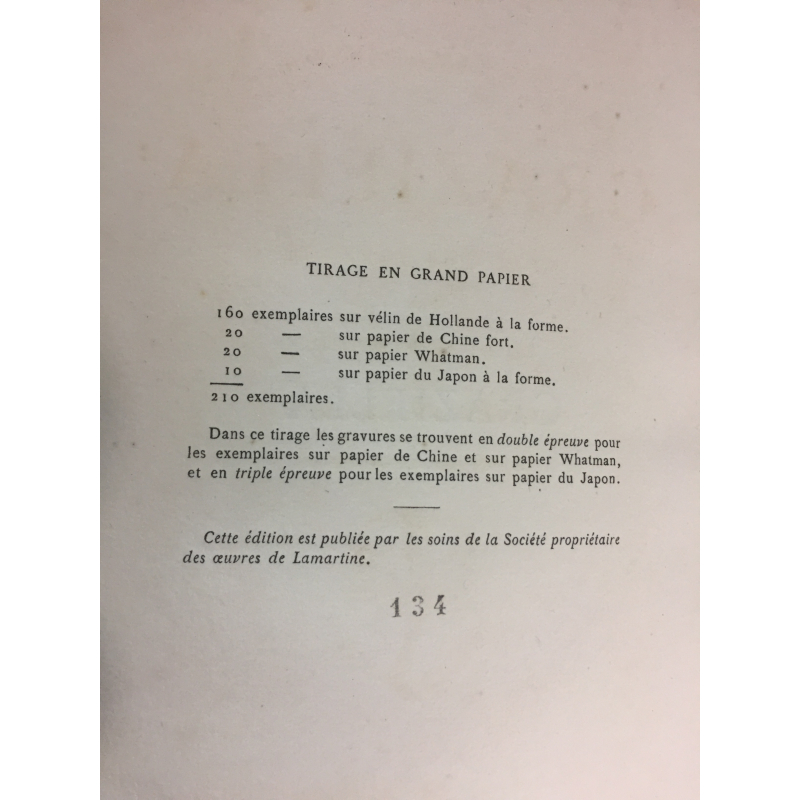 TIRAGE EN GRAND PAPIER
160 exemplaires sur vélin de Hollande à la forme.
20 — sur papier de Chine fort.
20 — sur papier Whatman.
10 — sur papier du Japon à la forme.
210 exemplaires.
Dans ce tirage les gravures se trouvent en double épreuve pour
les exemplaires sur papier de Chine et sur papier Whatman,
et en triple épreuve pour les exemplaires sur papier du Japon.
Cette édition est publiée par les soins de la Société propriétaire
des œuvres de Lamartine.
134